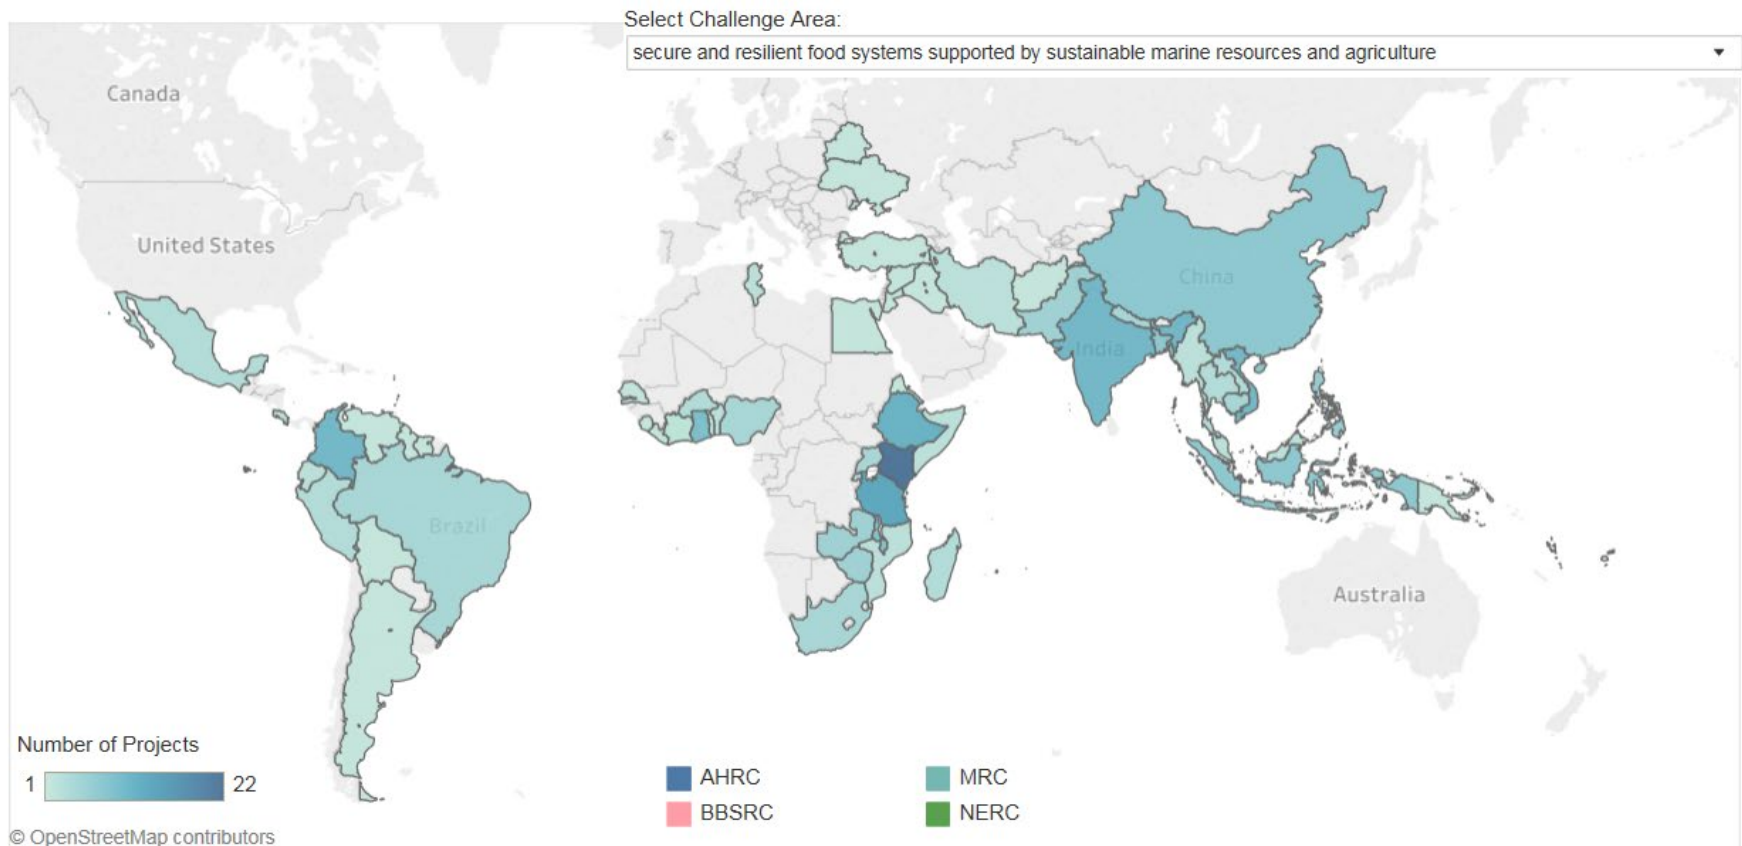 Select Challenge Area:
secure and resilient food systems supported by sustainable marine resources and agriculture
Canada
United States
China
India
Brazil
Australia
Number of Projects
1 22
AHRC MRC
BBSRC NERC
© OpenStreetMap contributors